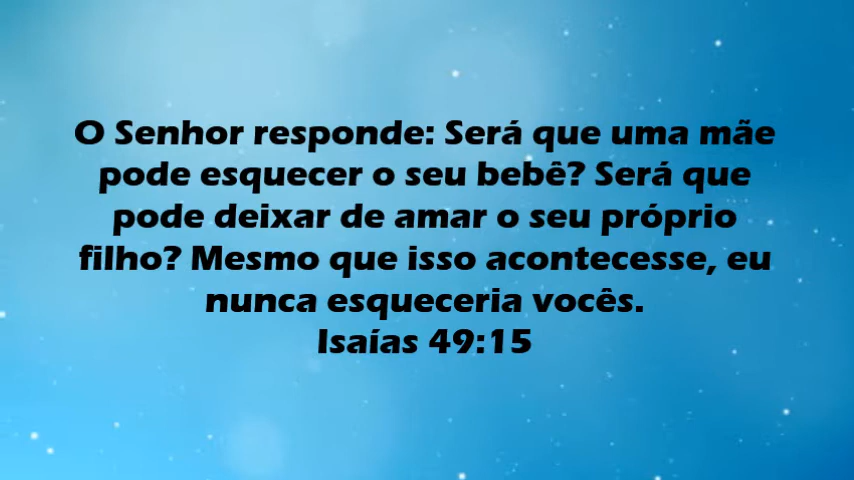 O Senhor responde: Será que uma mãe
pode esquecer o seu bebê? Será que
pode deixar de amar o seu próprio
filho? Mesmo que isso acontecesse, eu
nunca esqueceria vocês.
Isaías 49:15